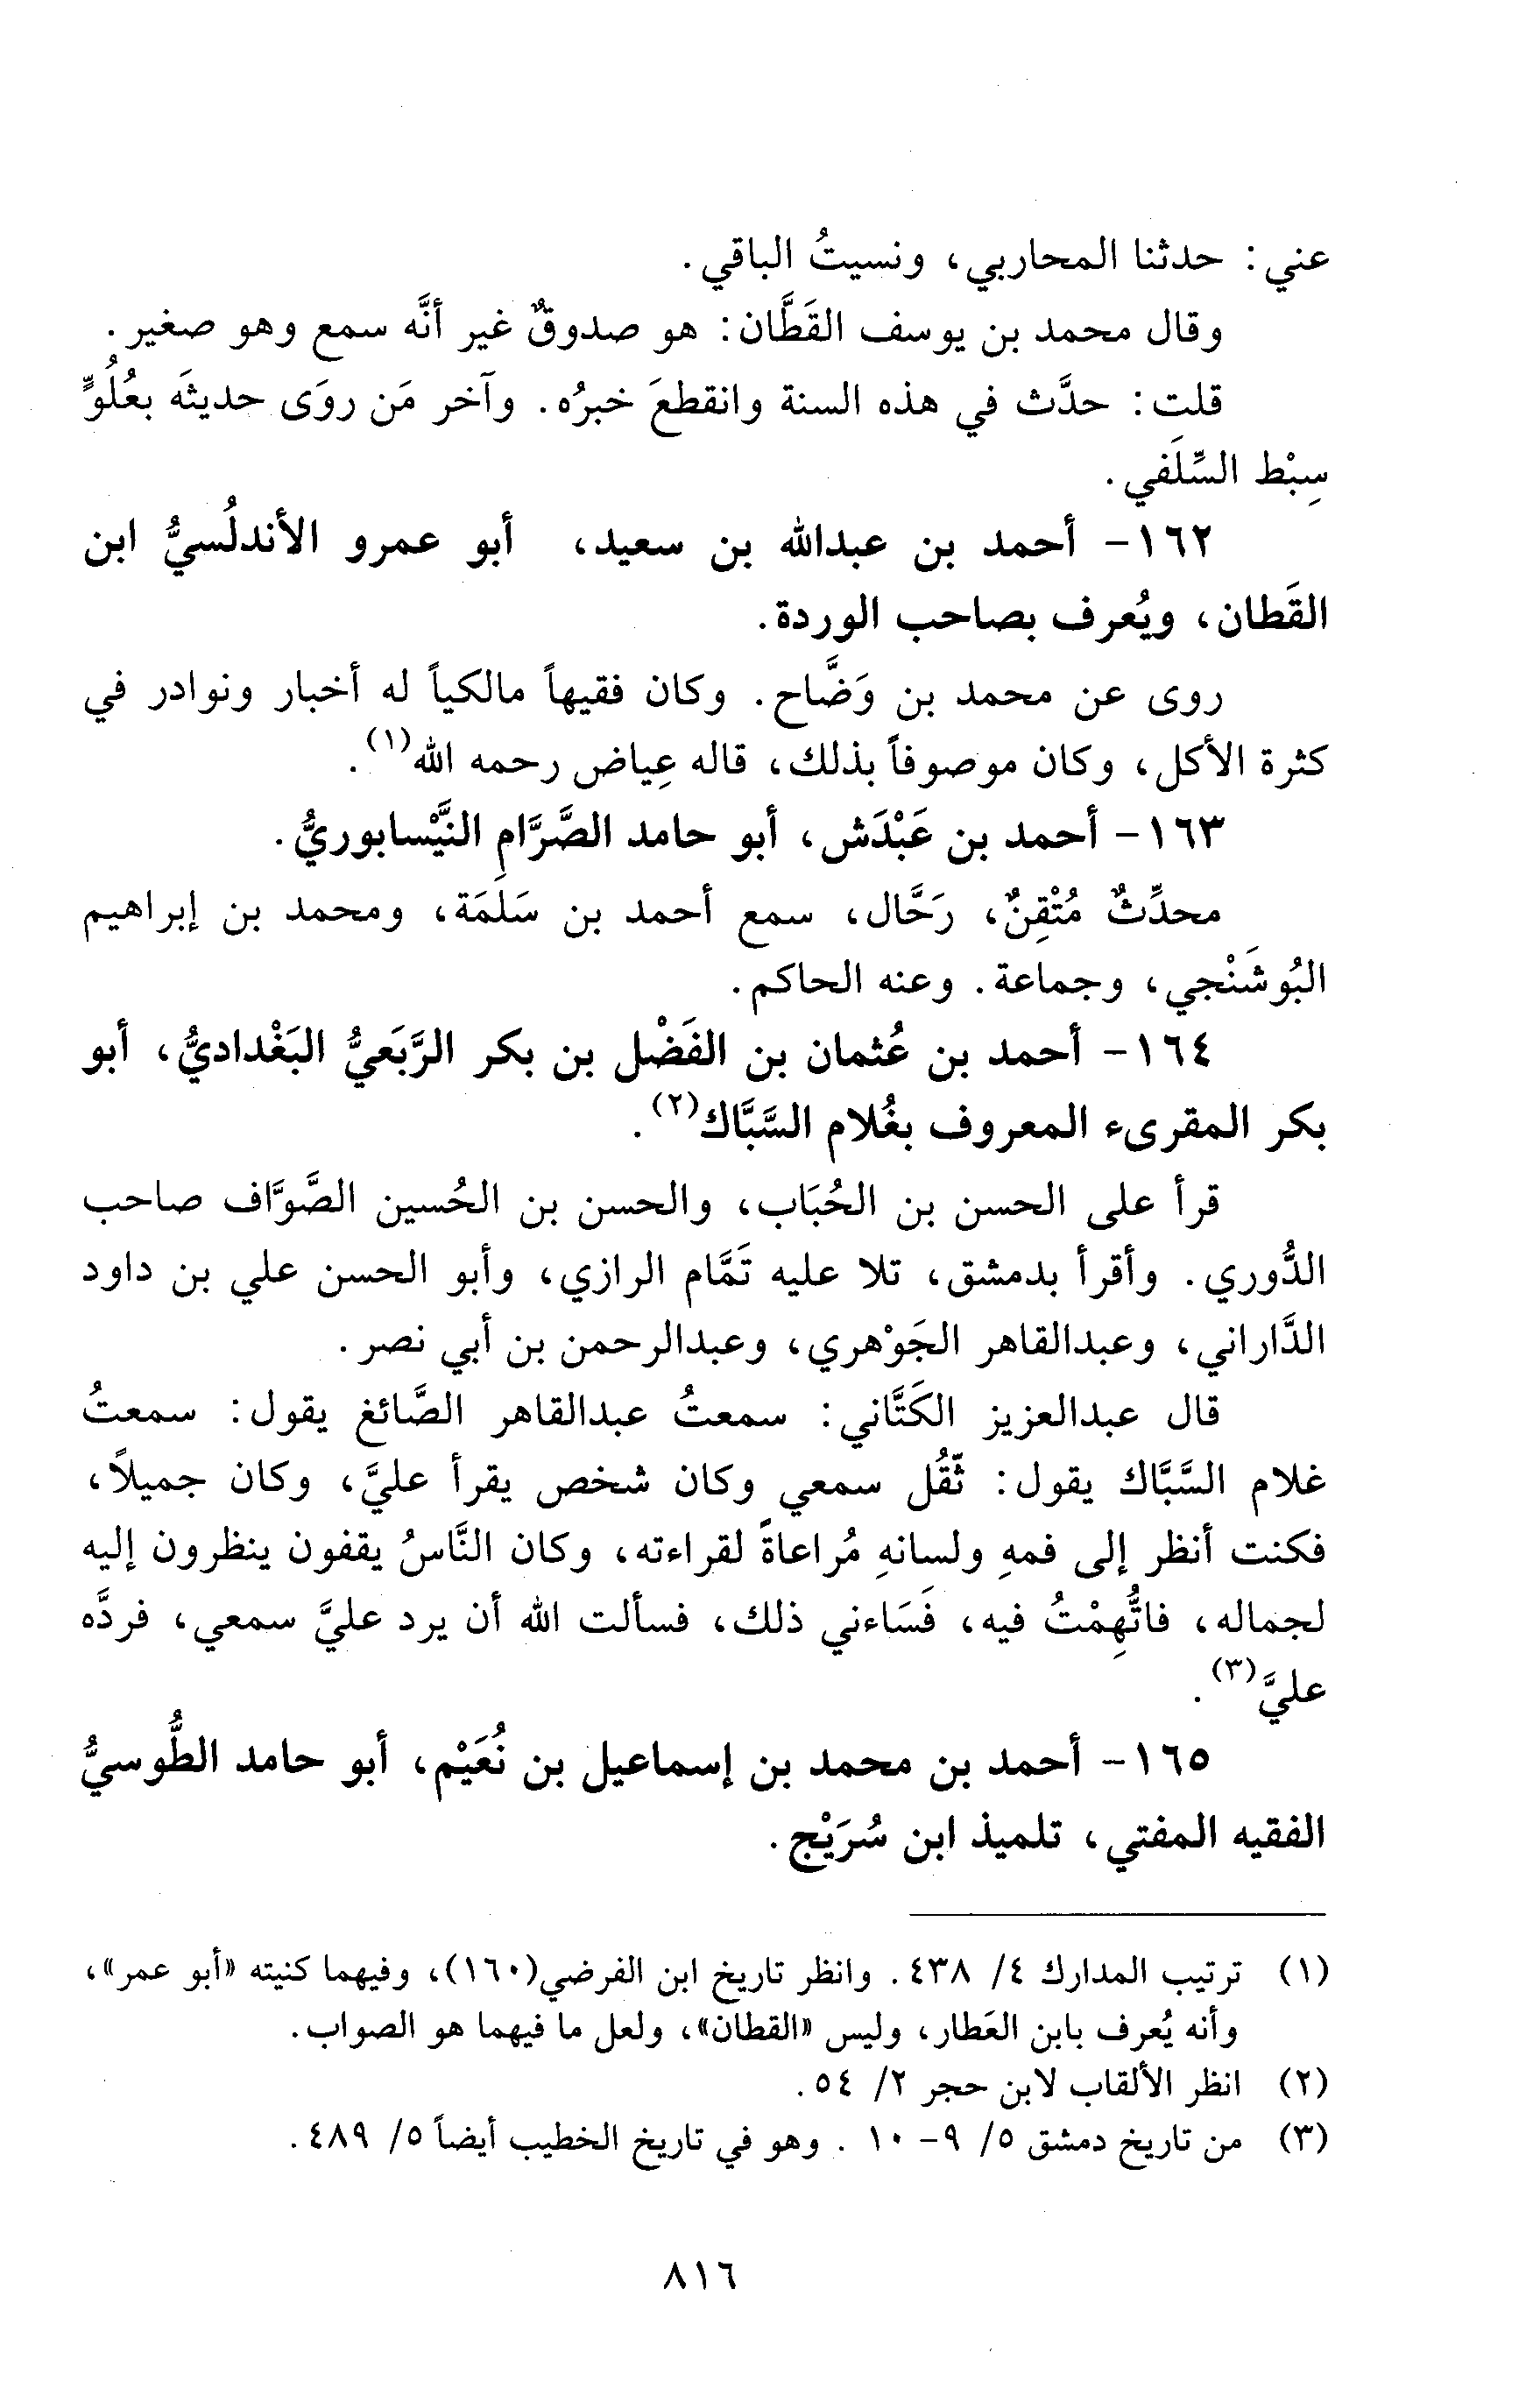 عني: حدثنا المحاربي، ونسيتُ الباقي.
وقال محمد بن يوسف القَطَّان: هو صدوقٌ غير أنَّه سمع وهو صغير.
قلت: حدَّث في هذه السنة وانقطعَ خبرُه. وآخر مَن روَى حديثَه بعُلُوٍّ
سِبْط السِّلَفي.
١٦٢- أحمد بن عبدالله بن سعيد، أبو عمرو الأندلُسيُّ ابن
القَطان، ويُعرف بصاحب الوردة.
روى عن محمد بن وَضَّاح. وكان فقيهاً مالكياً له أخبار ونوادر في
كثرة الأكل، وكان موصوفاً بذلك، قاله عِياض رحمه الله(١).
١٦٣- أحمد بن عَبْدَش، أبو حامد الصَّرَّام النَّيْسابوريُّ.
محدِّثٌ مُتْقِنٌ، رَحَّال، سمع أحمد بن سَلَمَة، ومحمد بن إبراهيم
البُوشَنْجي، وجماعة. وعنه الحاكم.
١٦٤- أحمد بن عُثمان بن الفَضْل بن بكر الرَّبَعيُّ البَغْداديُّ، أبو
بكر المقرىء المعروف بغُلام السَّبَّاك(٢).
قرأ على الحسن بن الحُبَاب، والحسن بن الحُسين الصَّوَّاف صاحب
الدُّوري. وأقرأ بدمشق، تلا عليه تَمَّام الرازي، وأبو الحسن علي بن داود
الدَّاراني، وعبدالقاهر الجَوْهري، وعبدالرحمن بن أبي نصر.
قال عبدالعزيز الكَتَّاني: سمعتُ عبدالقاهر الصَّائغ يقول: سمعتُ
غلام السَّبَّاك يقول: ثّقُل سمعي وكان شخص يقرأ عليَّ، وكان جميلاً،
فكنت أنظر إلى فمهِ ولسانهِ مُراعاةً لقراءته، وكان النَّاسُ يقفون ينظرون إليه
لجماله، فاتُّهِمْتُ فيه، فَسَاءني ذلك، فسألت الله أن يرد عليَّ سمعي، فردَّه
عليَّ(٣).
١٦٥- أحمد بن محمد بن إسماعيل بن نُعَيْم، أبو حامد الطُّوسيُّ
الفقيه المفتي، تلميذ ابن سُرَيْج.
(١) ترتيب المدارك ٤/ ٤٣٨. وانظر تاريخ ابن الفرضي(١٦٠)، وفيهما كنيته «أبو عمر»،
وأنه يُعرف بابن العَطار، وليس «القطان»، ولعل ما فيهما هو الصواب.
(٢) انظر الألقاب لابن حجر ٢/ ٥٤.
(٣) من تاريخ دمشق ٥/ ٩- ١٠ . وهو في تاريخ الخطيب أيضاً ٥/ ٤٨٩.
٨١٦